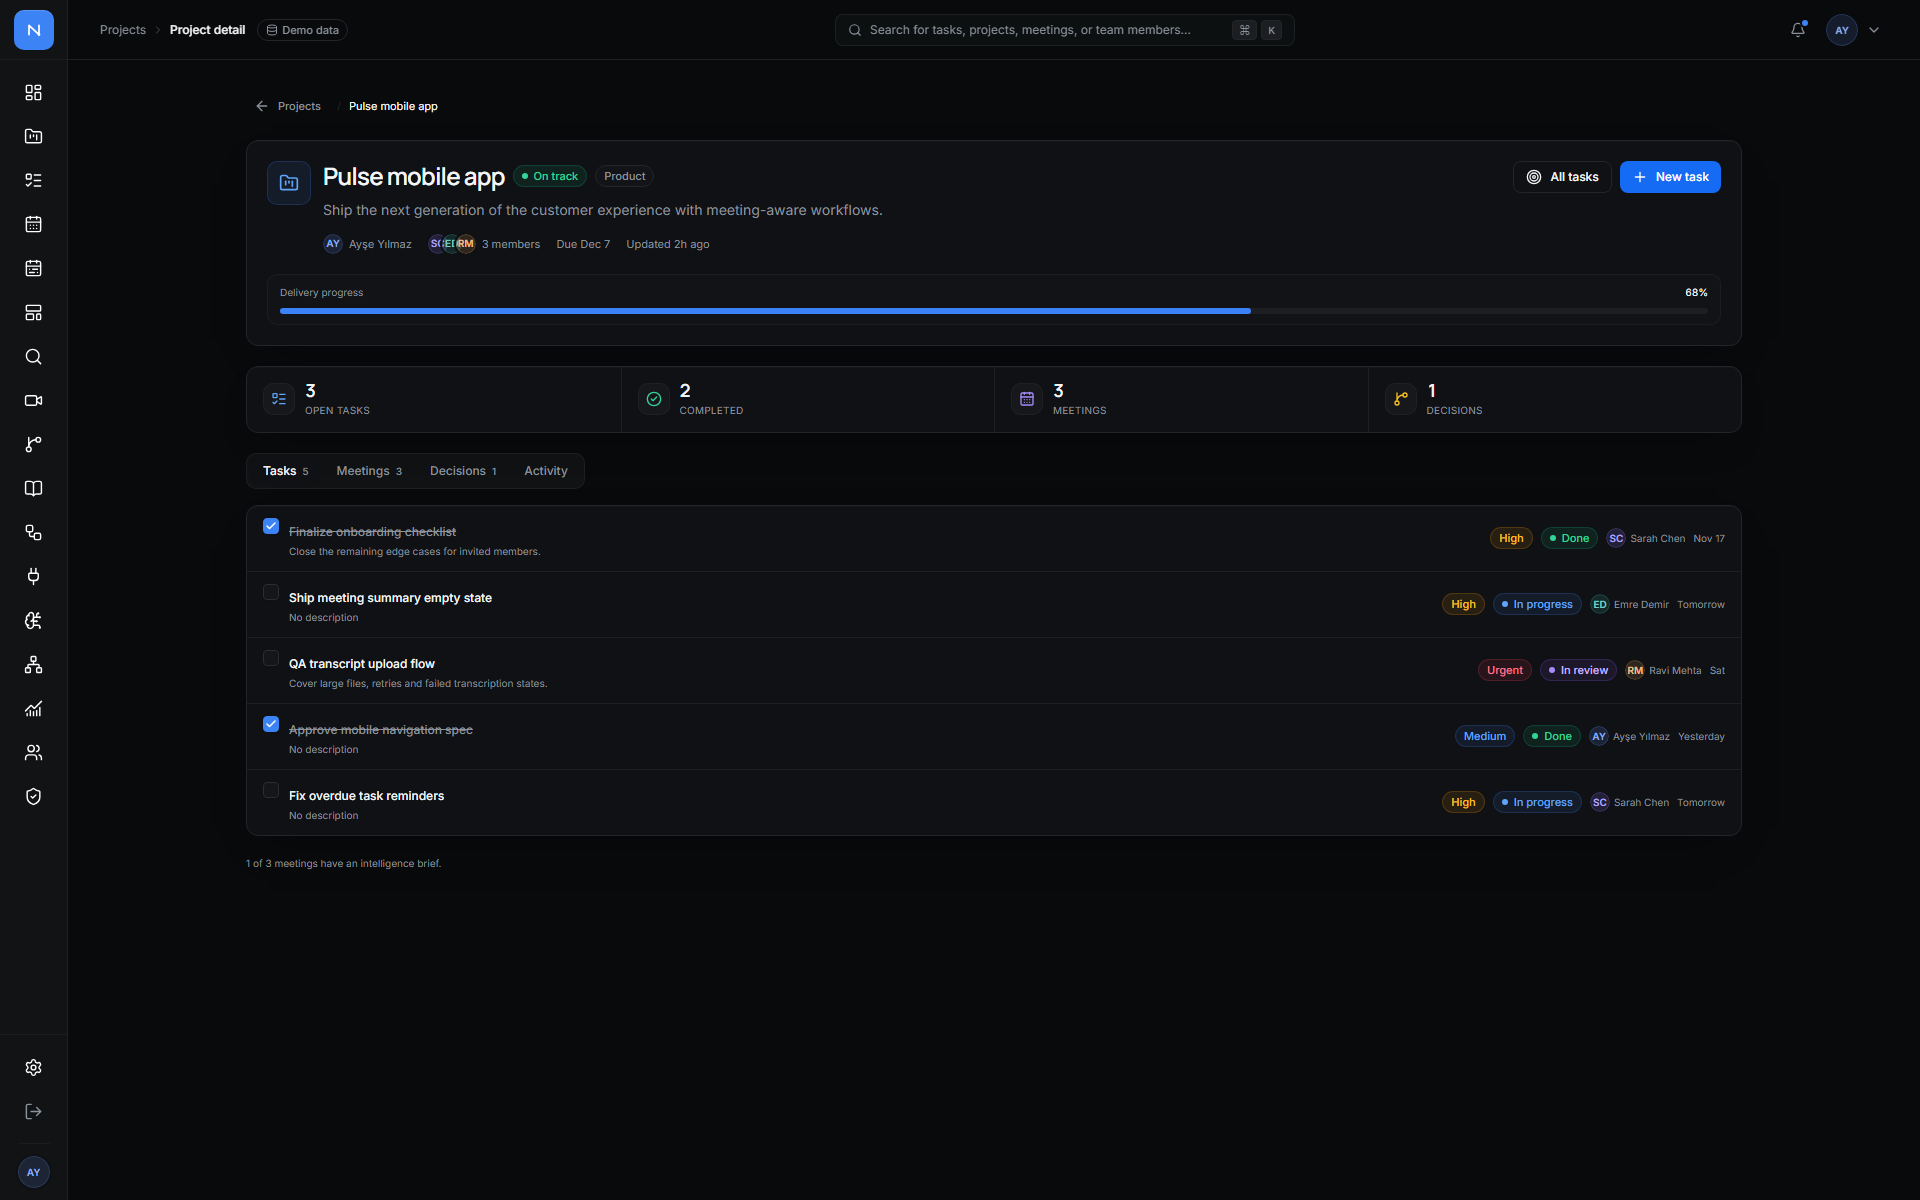 N
Projects > Project detail Demo data
Search for tasks, projects, meetings, or team members... ⌘ K
AY
Projects / Pulse mobile app
Pulse mobile app On track Product
All tasks
New task
Ship the next generation of the customer experience with meeting-aware workflows.
AY Ayşe Yılmaz RM 3 members Due Dec 7 Updated 2h ago
Delivery progress 68%
3
OPEN TASKS
2
COMPLETED
3
MEETINGS
1
DECISIONS
Tasks 5 Meetings 3 Decisions 1 Activity
Finalize onboarding checklist
Close the remaining edge cases for invited members.
High Done SC Sarah Chen Nov 17
Ship meeting summary empty state
No description
High In progress ED Emre Demir Tomorrow
QA transcript upload flow
Cover large files, retries and failed transcription states.
Urgent In review RM Ravi Mehta Sat
Approve mobile navigation spec
No description
Medium Done AY Ayşe Yılmaz Yesterday
Fix overdue task reminders
No description
High In progress SC Sarah Chen Tomorrow
1 of 3 meetings have an intelligence brief.
AY